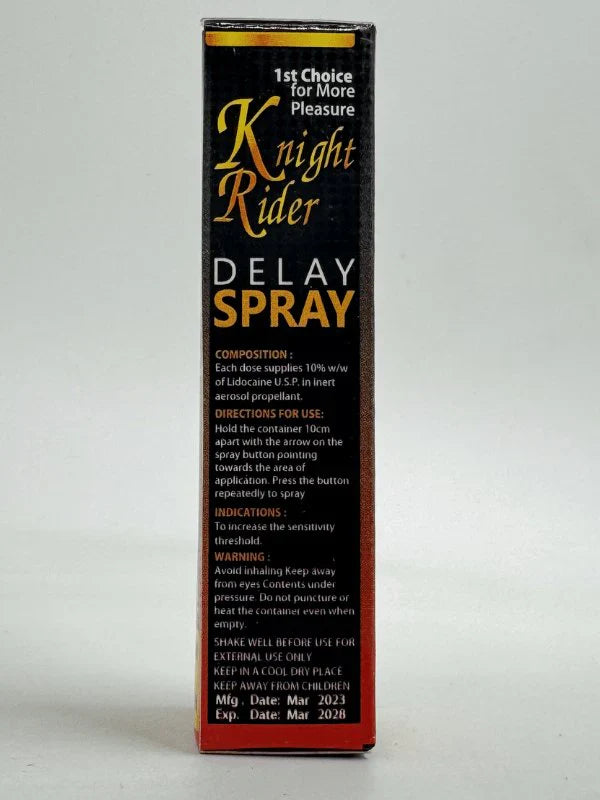 1st Choice
for More
Pleasure
Knight
Rider
DELAY
SPRAY
COMPOSITION :
Each dose supplies 10% w/w
of Lidocaine U.S.P. in inert
aerosol propellant.
DIRECTIONS FOR USE:
Hold the container 10cm
apart with the arrow on the
spray button pointing
towards the area of
application. Press the button
repeatedly to spray
INDICATIONS :
To increase the sensitivity
threshold.
WARNING :
Avoid inhaling Keep away
from eyes Contents under
pressure. Do not puncture or
heat the container even when
empty.
SHAKE WELL BEFORE USE FOR
EXTERNAL USE ONLY
KEEP IN A COOL DRY PLACE
KEEP AWAY FROM CHILDREN
Mfg . Date: Mar 2023
Exp. Date: Mar 2028